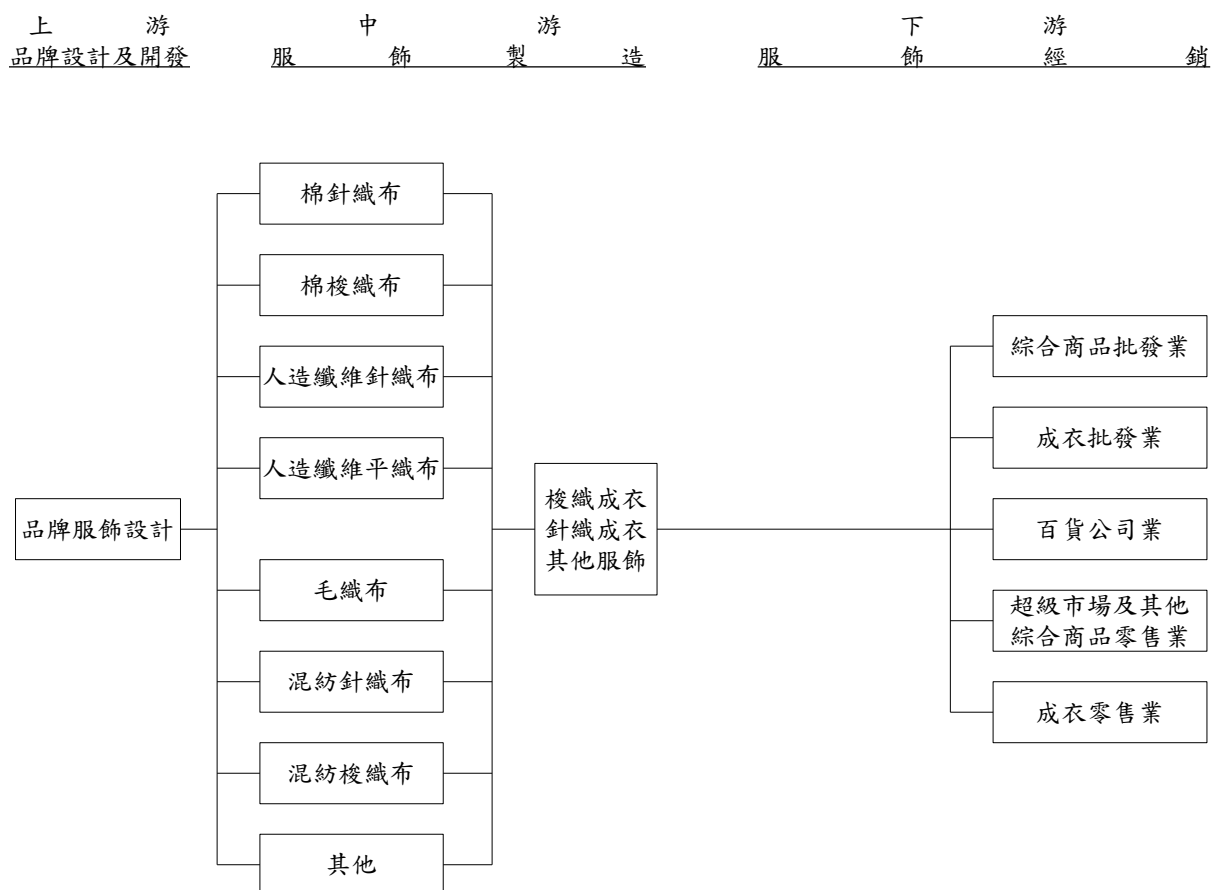 上游 中游 下游
品牌設計及開發 服飾製造 服飾經銷
棉針織布
棉梭織布
人造纖維針織布
人造纖維平織布
毛織布
混紡針織布
混紡梭織布
其他
品牌服飾設計
梭織成衣
針織成衣
其他服飾
綜合商品批發業
成衣批發業
百貨公司業
超級市場及其他
綜合商品零售業
成衣零售業